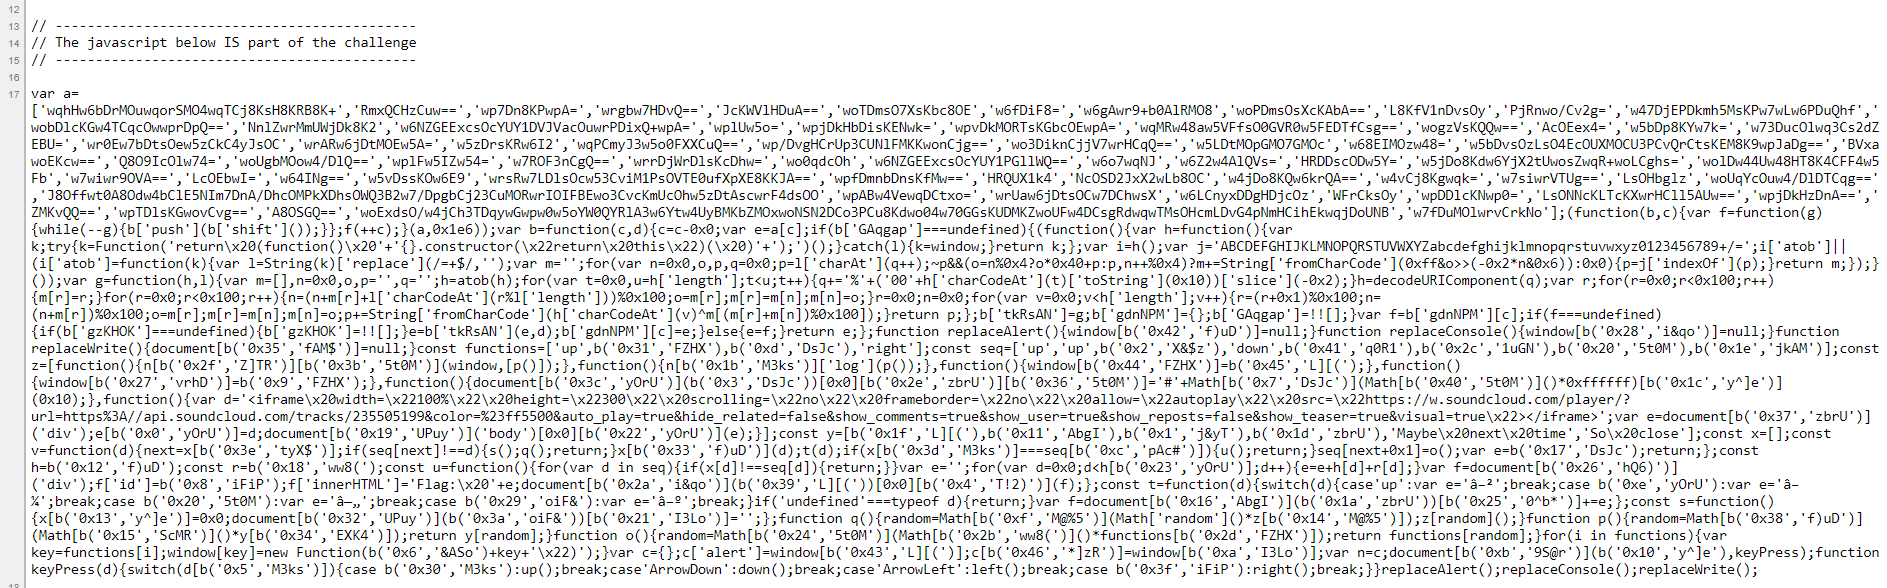 12
13 // ---------------------------------------------
14 // The javascript below IS part of the challenge
15 // ---------------------------------------------
16
17 var a=
['wqhHw6bDrMOuwqorSMO4wqTCj8KsH8KRB8K+','RmxQCHzCuw==','wp7Dn8KPwpA=','wrgbw7HDvQ==','JcKWVlHDuA==','woTDmsO7XsKbc8OE','w6fDiF8=','w6gAwr9+b0AlRMO8','woPDmsOsXcKAbA==','L8KfV1nDvsOy','PjRnwo/Cv2g=','w47DjEPDkmh5MsKPw7wLw6PDuQhf',
'wobDlcKGw4TCqcOwwprDpQ==','NnlZwrMmUWjDk8K2','w6NZGEExcsOcYUY1DVJVacOuwrPDixQ+wpA=','wplUw5o=','wpjDkHbDisKENwk=','wpvDkMORTsKGbcOEwpA=','wqMRw48aw5VFfsO0GVR0w5FEDTfCsg==','wogzVsKQQw==','AcOEex4=','w5bDp8KYw7k=','w73DucOlwq3Cs2dZ
EBU=','wr0Ew7bDtsOew5zCkC4yJsOC','wrARw6jDtMOEw5A=','w5zDrsKRw6I2','wqPCmyJ3w5o0FXXCuQ==','wp/DvgHCrUp3CUNlFMKKwonCjg==','wo3DiknCjjV7wrHCqQ==','w5LDtMOpGMO7GMOc','w68EIMOzw48=','w5bDvsOzLsO4EcOUXMOCU3PCvQrCtsKEM8K9wpJaDg==','BVxa
woEKcw==','Q8O9IcOlw74=','woUgbMOow4/DlQ==','wplFw5IZw54=','w7ROF3nCgQ==','wrrDjWrDlsKcDhw=','wo0qdcOh','w6NZGEExcsOcYUY1PGllWQ==','w6o7wqNJ','w6Z2w4AlQVs=','HRDDscODw5Y=','w5jDo8Kdw6YjX2tUwosZwqR+woLCghs=','wolDw44Uw48HT8K4CFF4w5
Fb','w7wiwr9OVA==','LcOEbwI=','w64INg==','w5vDssKOw6E9','wrsRw7LDlsOcw53CviM1PsOVTE0ufXpXE8KKJA==','wpfDmnbDnsKfMw==','HRQUX1k4','NcOSD2JxX2wLb8OC','w4jDo8KQw6krQA==','w4vCj8Kgwqk=','w7siwrVTUg==','LsOHbglz','woUqYcOuw4/DlDTCqg=='
,'J8Offwt0A8Odw4bClE5NIm7DnA/DhcOMPkXDhsOWQ3B2w7/DpgbCj23CuMORwrIOIFBEwo3CvcKmUcOhw5zDtAscwrF4dsOO','wpABw4VewqDCtxo=','wrUaw6jDtsOCw7DChwsX','w6LCnyxDDgHDjcOz','WFrCksOy','wpDDlcKNwp0=','LsONNcKLTcKXwrHCll5AUw==','wpjDkHzDnA==','
ZMKvQQ==','wpTDlsKGwovCvg==','A8OSGQ==','woExdsO/w4jCh3TDqywGwpw0w5oYW0QYRlA3w6Ytw4UyBMKbZMOxwoNSN2DCo3PCu8Kdwo04w70GGsKUDMKZwoUFw4DCsgRdwqwTMsOHcmLDvG4pNmHCihEkwqjDoUNB','w7fDuMOlwrvCrkNo'];(function(b,c){var f=function(g)
{while(--g){b['push'](b['shift']());}};f(++c);}(a,0x1e6));var b=function(c,d){c=c-0x0;var e=a[c];if(b['GAqgap']===undefined){(function(){var h=function(){var
k;try{k=Function('return\x20(function()\x20'+'{}.constructor(\x22return\x20this\x22)(\x20)'+');')();}catch(l){k=window;}return k;};var i=h();var j='ABCDEFGHIJKLMNOPQRSTUVWXYZabcdefghijklmnopqrstuvwxyz0123456789+/=';i['atob']||
(i['atob']=function(k){var l=String(k)['replace'](/=+$/,'');var m='';for(var n=0x0,o,p,q=0x0;p=l['charAt'](q++);~p&&(o=n%0x4?o*0x40+p:p,n++%0x4)?m+=String['fromCharCode'](0xff&o>>(-0x2*n&0x6)):0x0){p=j['indexOf'](p);}return m;});}
());var g=function(h,l){var m=[],n=0x0,o,p='',q='';h=atob(h);for(var t=0x0,u=h['length'];t<u;t++){q+='%'+('00'+h['charCodeAt'](t)['toString'](0x10))['slice'](-0x2);}h=decodeURIComponent(q);var r;for(r=0x0;r<0x100;r++)
{m[r]=r;}for(r=0x0;r<0x100;r++){n=(n+m[r]+l['charCodeAt'](r%l['length']))%0x100;o=m[r];m[r]=m[n];m[n]=o;}r=0x0;n=0x0;for(var v=0x0;v<h['length'];v++){r=(r+0x1)%0x100;n=
(n+m[r])%0x100;o=m[r];m[r]=m[n];m[n]=o;p+=String['fromCharCode'](h['charCodeAt'](v)^m[(m[r]+m[n])%0x100]);}return p;};b['tkRsAN']=g;b['gdnNPM']={};b['GAqgap']=!![];}var f=b['gdnNPM'][c];if(f===undefined)
{if(b['gzKHOK']===undefined){b['gzKHOK']=!![];}e=b['tkRsAN'](e,d);b['gdnNPM'][c]=e;}else{e=f;}return e;};function replaceAlert(){window[b('0x42','f)uD')]=null;}function replaceConsole(){window[b('0x28','i&qo')]=null;}function
replaceWrite(){document[b('0x35','fAM$')]=null;}const functions=['up',b('0x31','FZHX'),b('0xd','DsJc'),'right'];const seq=['up','up',b('0x2','X&$z'),'down',b('0x41','q0R1'),b('0x2c','1uGN'),b('0x20','5t0M'),b('0x1e','jkAM')];const
z=[function(){n[b('0x2f','Z]TR')][b('0x3b','5t0M')](window,[p()]);},function(){n[b('0x1b','M3ks')]['log'](p());},function(){window[b('0x44','FZHX')]=b('0x45','L][(');},function()
{window[b('0x27','vrhD')]=b('0x9','FZHX');},function(){document[b('0x3c','yOrU')](b('0x3','DsJc'))[0x0][b('0x2e','zbrU')][b('0x36','5t0M')]='#'+Math[b('0x7','DsJc')](Math[b('0x40','5t0M')]()*0xffffff)[b('0x1c','y^]e')]
(0x10);},function(){var d='<iframe\x20width=\x22100%\x22\x20height=\x22300\x22\x20scrolling=\x22no\x22\x20frameborder=\x22no\x22\x20allow=\x22autoplay\x22\x20src=\x22https://w.soundcloud.com/player/?
url=https%3A//api.soundcloud.com/tracks/235505199&color=%23ff5500&auto_play=true&hide_related=false&show_comments=true&show_user=true&show_reposts=false&show_teaser=true&visual=true\x22></iframe>';var e=document[b('0x37','zbrU')]
('div');e[b('0x0','yOrU')]=d;document[b('0x19','UPuy')]('body')[0x0][b('0x22','yOrU')](e);}];const y=[b('0x1f','L][('),b('0x11','AbgI'),b('0x1','j&yT'),b('0x1d','zbrU'),'Maybe\x20next\x20time','So\x20close'];const x=[];const
v=function(d){next=x[b('0x3e','tyX$')];if(seq[next]!==d){s();q();return;}x[b('0x33','f)uD')](d);t(d);if(x[b('0x3d','M3ks')]===seq[b('0xc','pAc#')]){u();return;}seq[next+0x1]=o();var e=b('0x17','DsJc');return;};const
h=b('0x12','f)uD');const r=b('0x18','ww8(');const u=function(){for(var d in seq){if(x[d]!==seq[d]){return;}}var e='';for(var d=0x0;d<h[b('0x23','yOrU')];d++){e=e+h[d]+r[d];}var f=document[b('0x26','hQ6)')]
('div');f['id']=b('0x8','iFiP');f['innerHTML']='Flag:\x20'+e;document[b('0x2a','i&qo')](b('0x39','L][('))[0x0][b('0x4','T!2)')](f);};const t=function(d){switch(d){case'up':var e='â–²';break;case b('0xe','yOrU'):var e='â–
¼';break;case b('0x20','5t0M'):var e='â—„';break;case b('0x29','oiF&'):var e='â–º';break;}if('undefined'===typeof d){return;}var f=document[b('0x16','AbgI')](b('0x1a','zbrU'))[b('0x25','0^b*')]+=e;};const s=function()
{x[b('0x13','y^]e')]=0x0;document[b('0x32','UPuy')](b('0x3a','oiF&'))[b('0x21','I3Lo')]='';};function q(){random=Math[b('0xf','M@%5')](Math['random']()*z[b('0x14','M@%5')]);z[random]();}function p(){random=Math[b('0x38','f)uD')]
(Math[b('0x15','ScMR')]()*y[b('0x34','EXK4')]);return y[random];}function o(){random=Math[b('0x24','5t0M')](Math[b('0x2b','ww8(')]()*functions[b('0x2d','FZHX')]);return functions[random];}for(i in functions){var
key=functions[i];window[key]=new Function(b('0x6','&ASo')+key+'\x22)');}var c={};c['alert']=window[b('0x43','L][(')];c[b('0x46','*]zR')]=window[b('0xa','I3Lo')];var n=c;document[b('0xb','9S@r')](b('0x10','y^]e'),keyPress);function
keyPress(d){switch(d[b('0x5','M3ks')]){case b('0x30','M3ks'):up();break;case'ArrowDown':down();break;case'ArrowLeft':left();break;case b('0x3f','iFiP'):right();break;}}replaceAlert();replaceConsole();replaceWrite();